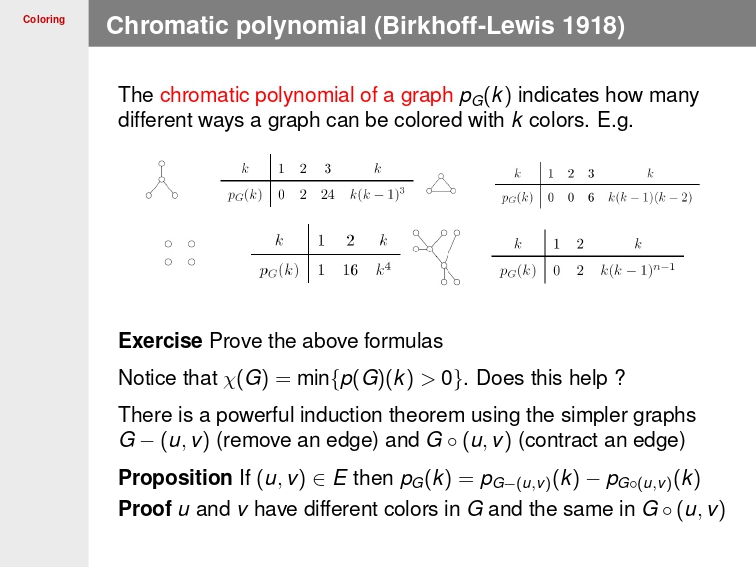 Coloring
Chromatic polynomial (Birkhoff-Lewis 1918)
The chromatic polynomial of a graph p_G(k) indicates how many
different ways a graph can be colored with k colors. E.g.
k 1 2 3 k
p_G(k) 0 2 24 k(k − 1)^3
k 1 2 3 k
p_G(k) 0 0 6 k(k − 1)(k − 2)
k 1 2 k
p_G(k) 1 16 k^4
k 1 2 k
p_G(k) 0 2 k(k − 1)^{n−1}
Exercise Prove the above formulas
Notice that χ(G) = min{p(G)(k) > 0}. Does this help ?
There is a powerful induction theorem using the simpler graphs
G − (u, v) (remove an edge) and G ∘ (u, v) (contract an edge)
Proposition If (u, v) ∈ E then p_G(k) = p_{G−(u,v)}(k) − p_{G∘(u,v)}(k)
Proof u and v have different colors in G and the same in G ∘ (u, v)